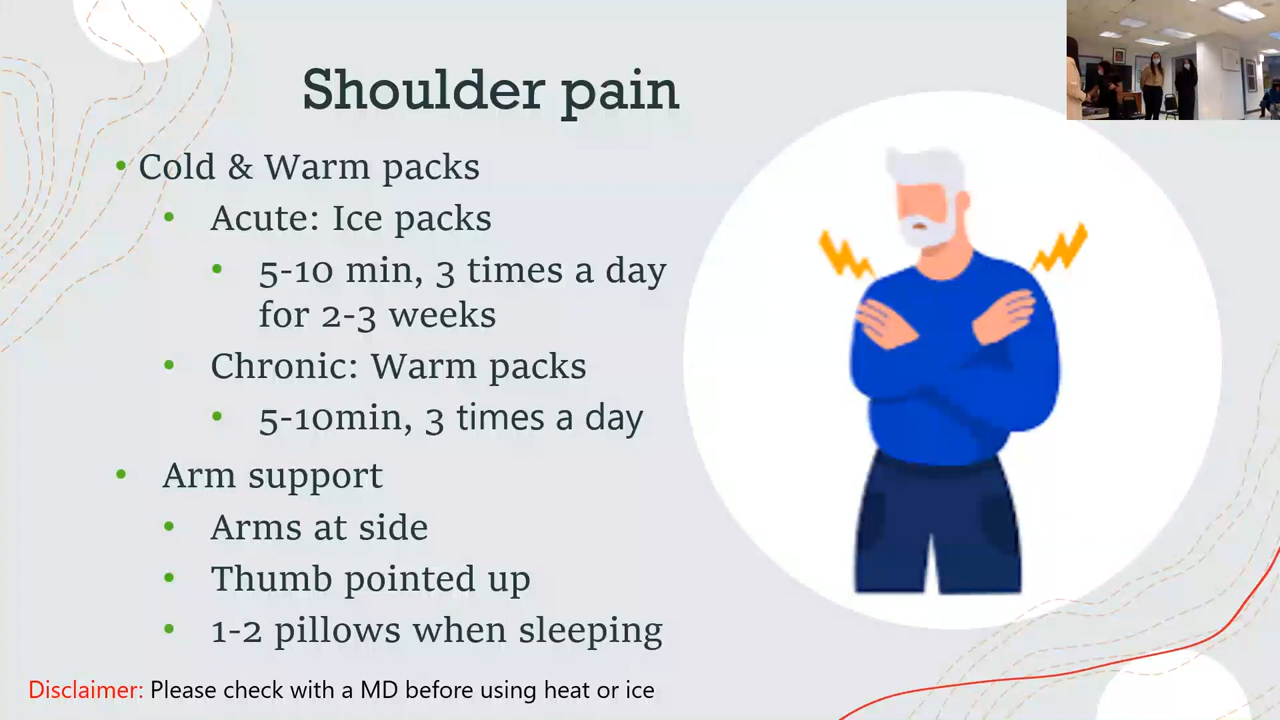 Shoulder pain
• Cold & Warm packs
• Acute: Ice packs
• 5-10 min, 3 times a day
for 2-3 weeks
• Chronic: Warm packs
• 5-10min, 3 times a day
• Arm support
• Arms at side
• Thumb pointed up
• 1-2 pillows when sleeping
Disclaimer: Please check with a MD before using heat or ice